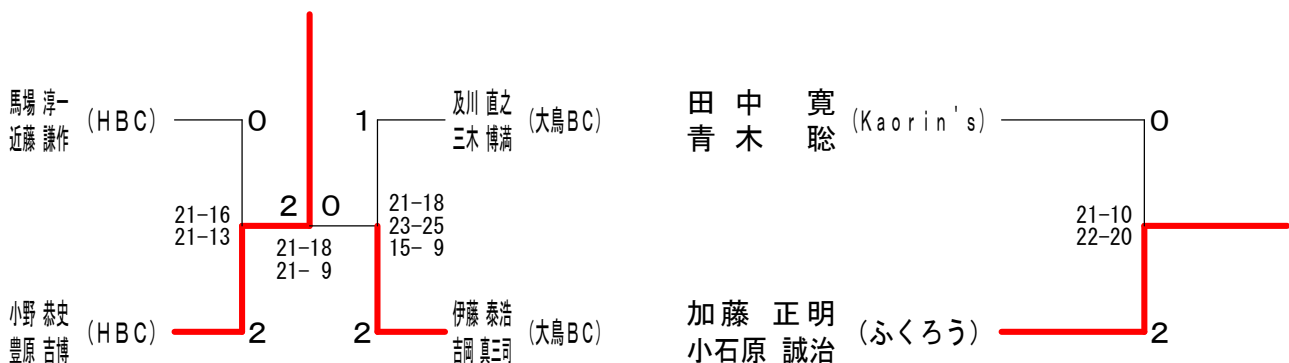 馬場 淳一
近藤 謙作
(HBC)
0
1
及川 直之
三木 博満
(大鳥BC)
21-16
21-13
2 0
21-18
21- 9
21-18
23-25
15- 9
小野 恭史
豊原 吉博
(HBC)
2
2
伊藤 泰浩
吉岡 真三司
(大鳥BC)
田中 寛
青木 聡
(Kaorin's)
0
21-10
22-20
加藤 正明
小石原 誠治
(ふくろう)
2